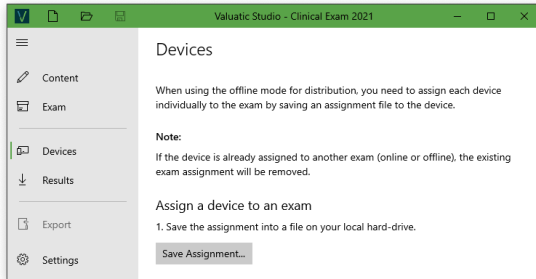 Valuatic Studio - Clinical Exam 2021
Devices
Content
Exam
Devices
Results
Export
Settings
When using the offline mode for distribution, you need to assign each device
individually to the exam by saving an assignment file to the device.
Note:
If the device is already assigned to another exam (online or offline), the existing
exam assignment will be removed.
Assign a device to an exam
1. Save the Assignment into a file on your local hard-drive.
Save Assignment...